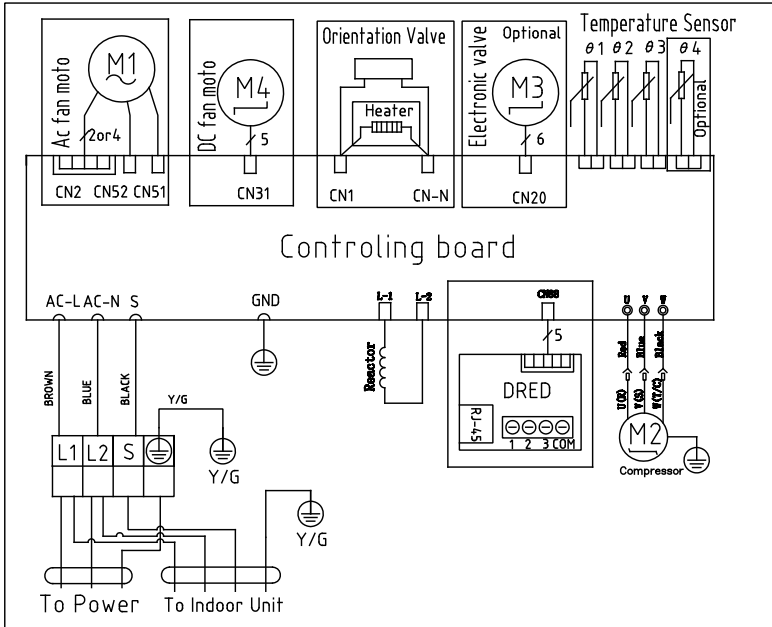 Temperature Sensor
Ac fan moto
M1
2or4
CN2 CN52 CN51
DC fan moto
M4
5
CN31
Orientation Valve
Heater
CN1 CN-N
Electronic valve
Optional
M3
6
CN20
θ1 θ2 θ3 θ4
Optional
Controling board
AC-L AC-N S
GND
L-1 L-2
U V W
BROWN
BLUE
BLACK
Y/G
Y/G
L1 L2 S
Y/G
To Power
To Indoor Unit
Reactor
5
DRED
RJ-45
1 2 3 COM
Red
Blue
Black
U(R) V(S) W(T/C)
M2
Compressor